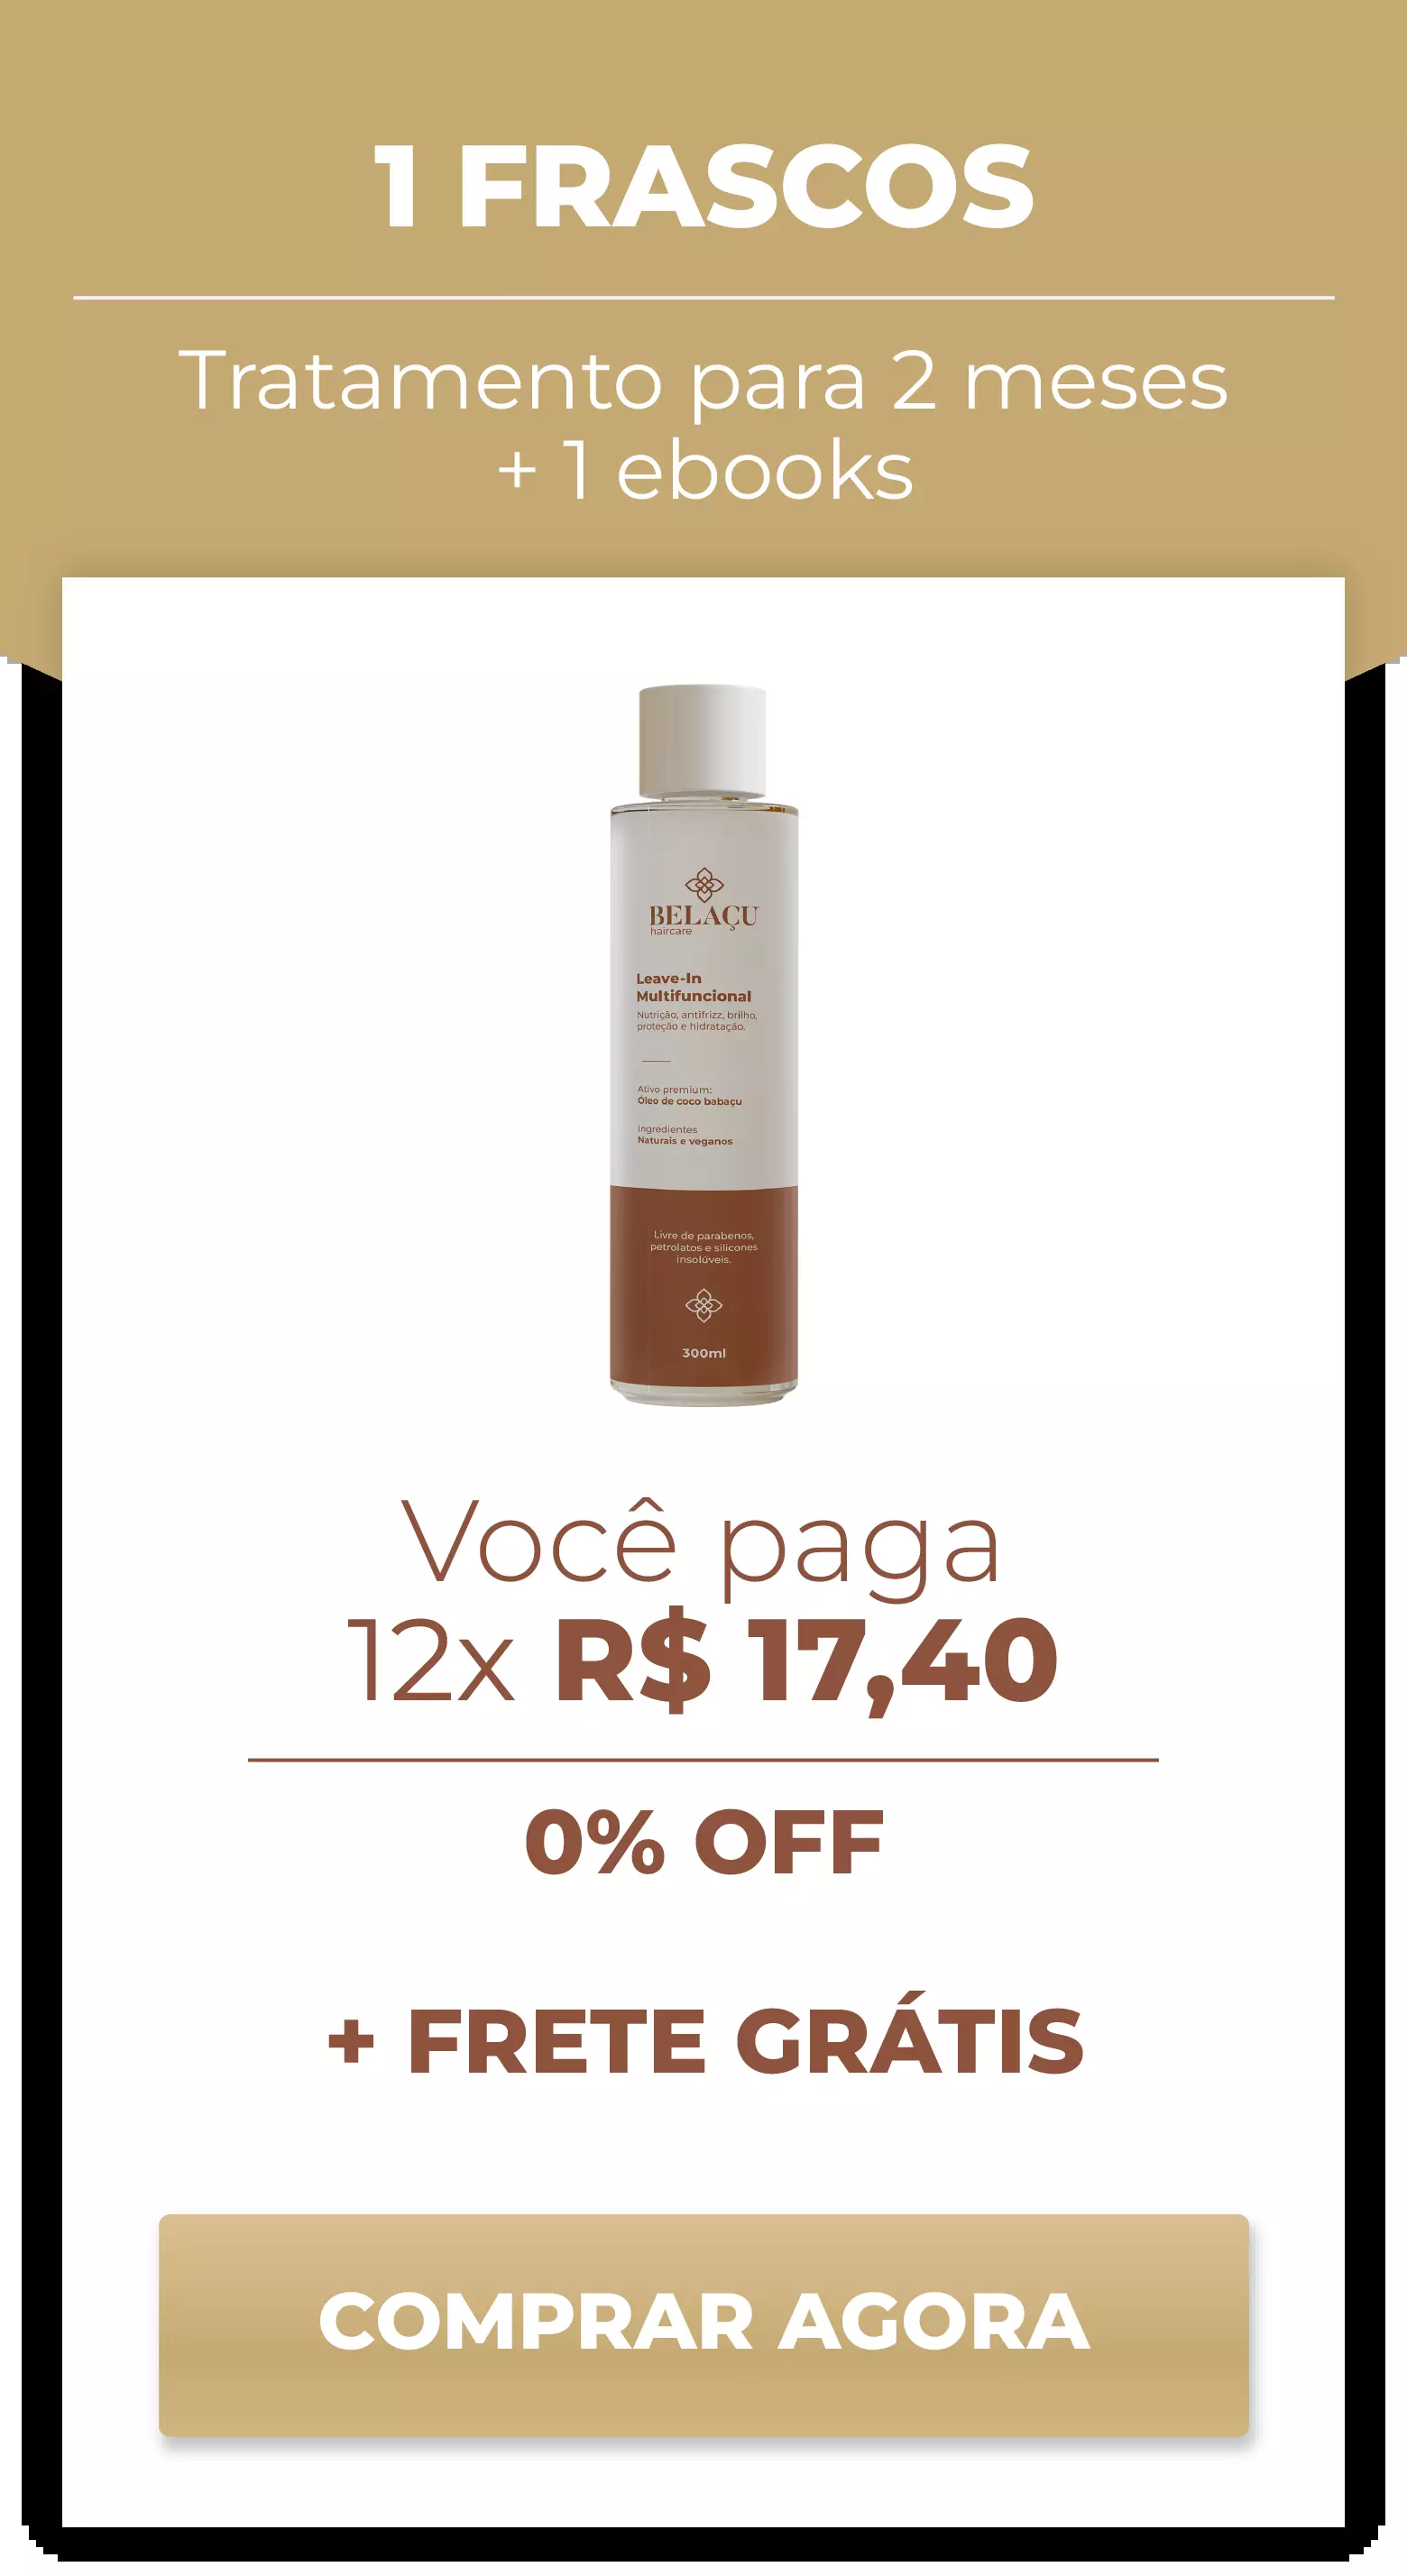 1 FRASCOS
Tratamento para 2 meses
+ 1 ebooks
BELAÇU
haircare
Leave-In
Multifuncional
Nutrição, antifrizz, brilho,
proteção e hidratação.
Ativo premium:
Óleo de coco babaçu
Ingredientes
Naturais e veganos
Livre de parabenos,
petrolatos e silicones
insolúveis.
300ml
Você paga
12x R$ 17,40
0% OFF
+ FRETE GRÁTIS
COMPRAR AGORA